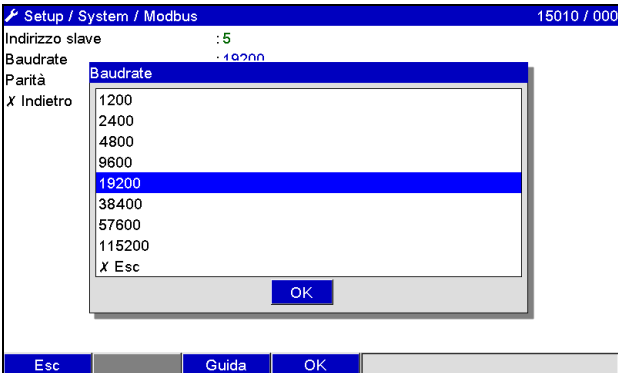 Setup / System / Modbus 15010 / 000
Indirizzo slave :5
Baudrate :19200
Parità
X Indietro
Baudrate
1200
2400
4800
9600
19200
38400
57600
115200
X Esc
OK
Esc Guida OK